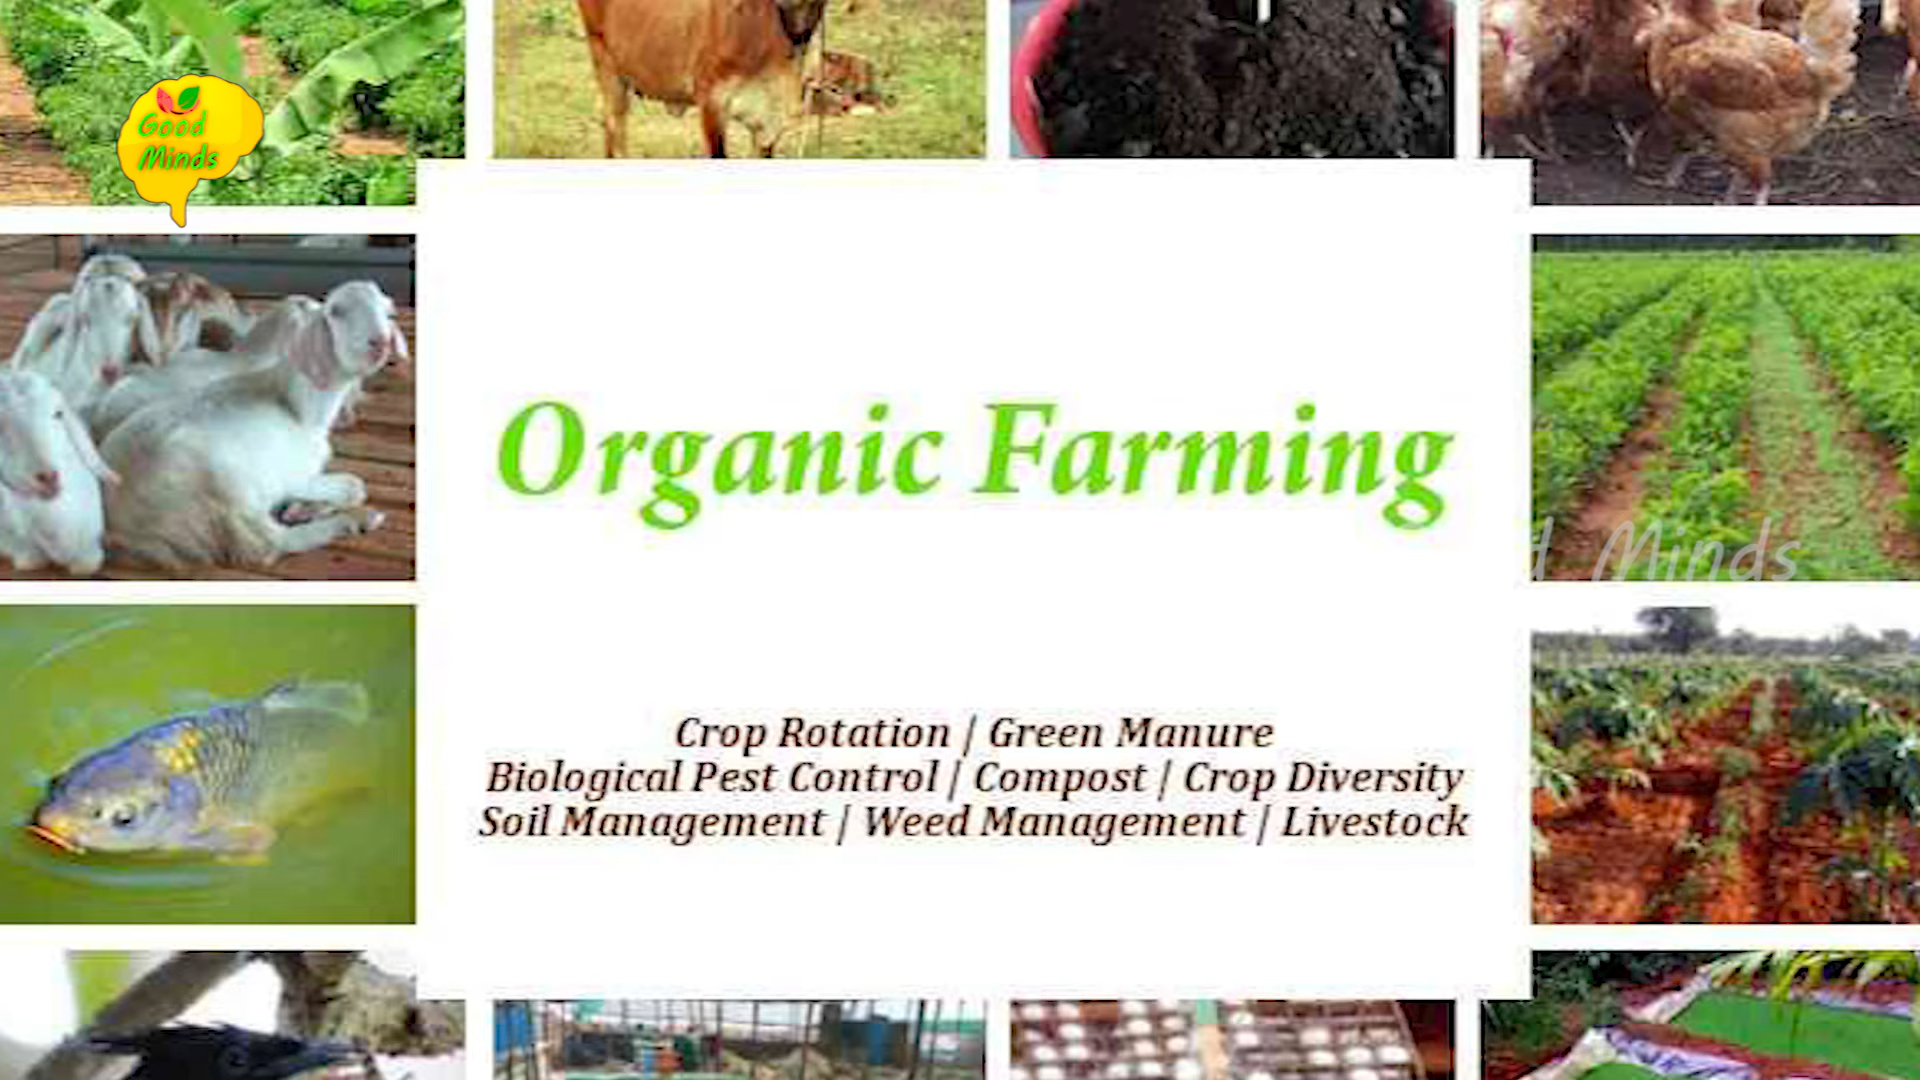 Good
Minds
Organic Farming
d Minds
Crop Rotation | Green Manure
Biological Pest Control | Compost | Crop Diversity
Soil Management | Weed Management | Livestock